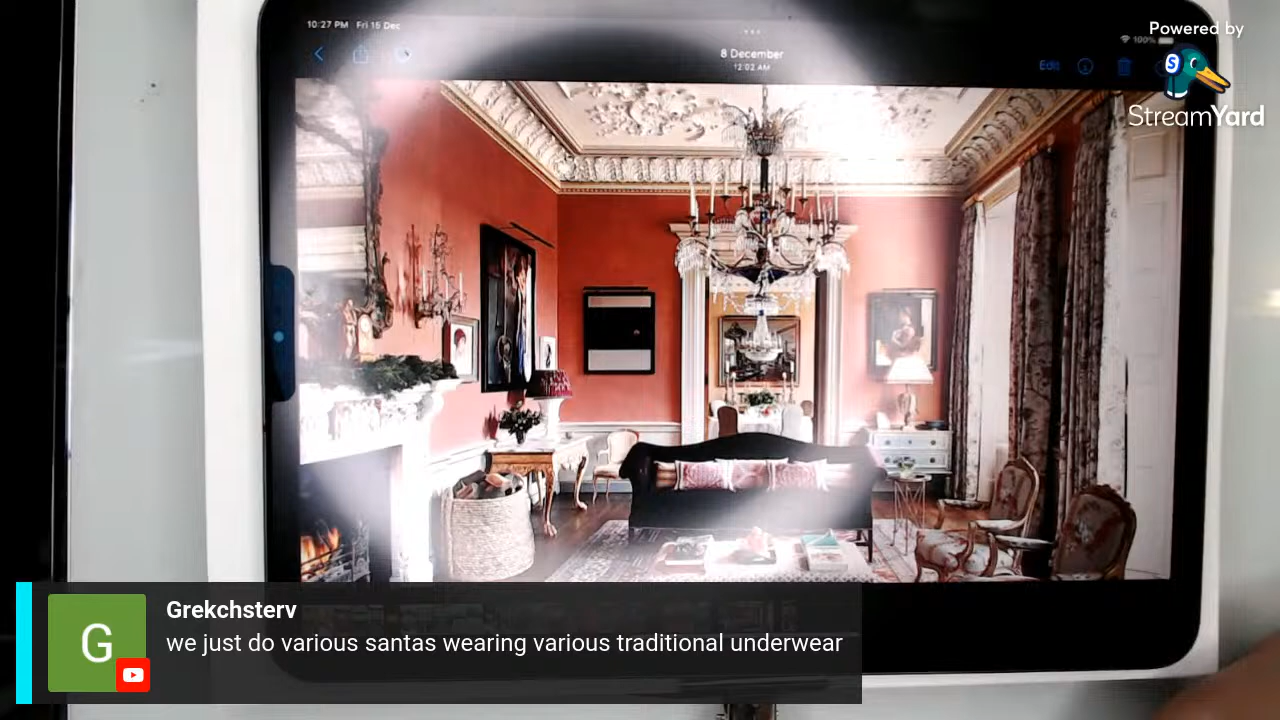 10:27 PM Fri 15 Dec
100%
8 December
12:02 AM
Edit
Powered by
StreamYard
G
Grekchsterv
we just do various santas wearing various traditional underwear